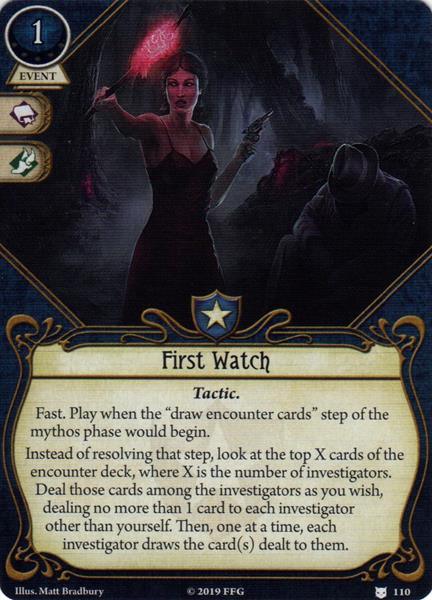 1
EVENT
First Watch
Tactic.
Fast. Play when the “draw encounter cards” step of the
mythos phase would begin.
Instead of resolving that step, look at the top X cards of the
encounter deck, where X is the number of investigators.
Deal those cards among the investigators as you wish,
dealing no more than 1 card to each investigator
other than yourself. Then, one at a time, each
investigator draws the card(s) dealt to them.
Illus. Matt Bradbury © 2019 FFG 110